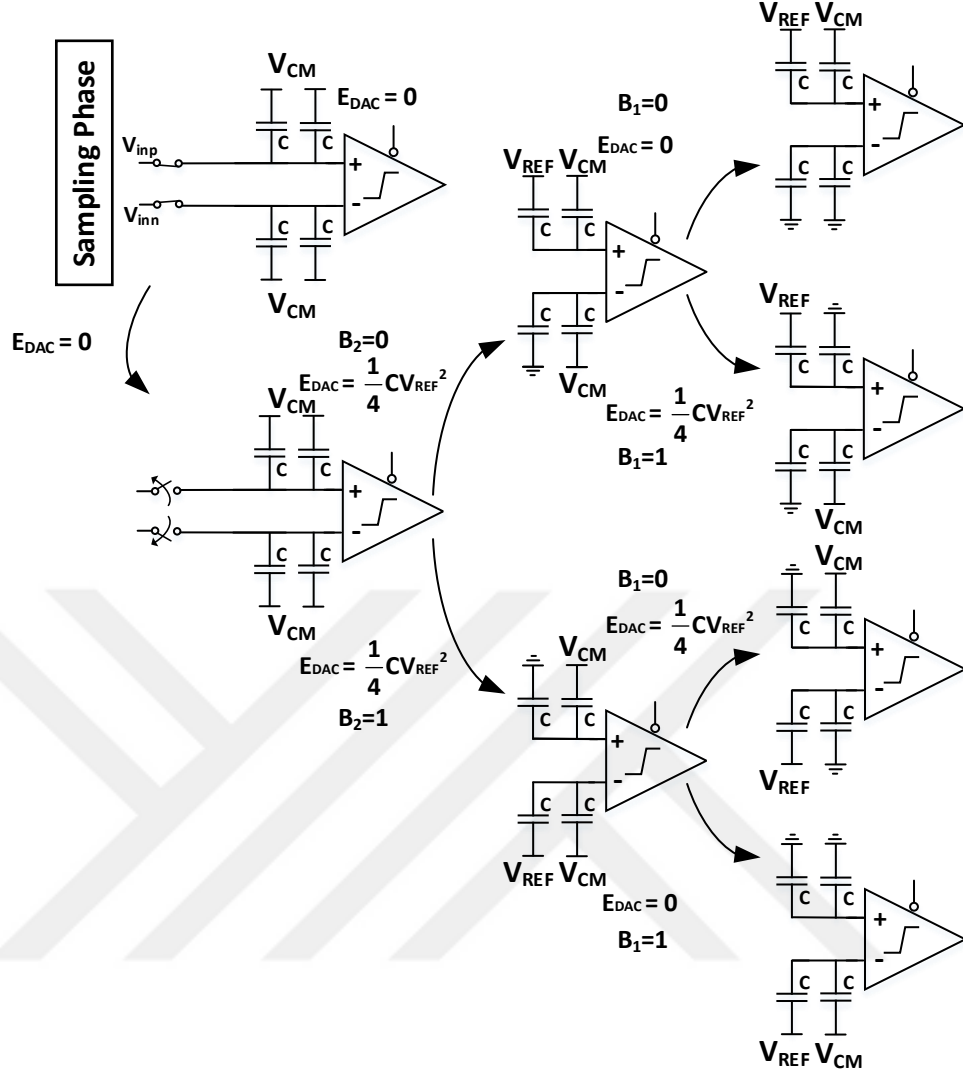 Sampling Phase
V_CM
E_DAC = 0
C C
V_inp
+
V_inn
-
C C
V_CM
E_DAC = 0
B_2=0
E_DAC = 1/4 CV_REF^2
V_CM
C C
+
-
C C
V_CM
E_DAC = 1/4 CV_REF^2
B_2=1
B_1=0
E_DAC = 0
V_REF V_CM
C C
+
-
C C
V_CM
E_DAC = 1/4 CV_REF^2
B_1=1
V_REF V_CM
C C
+
-
C C
V_REF
C C
+
-
C C
V_CM
B_1=0
E_DAC = 1/4 CV_REF^2
V_CM
C C
+
-
C C
V_REF V_CM
E_DAC = 0
B_1=1
V_CM
C C
+
-
C C
V_REF
C C
+
-
C C
V_REF V_CM